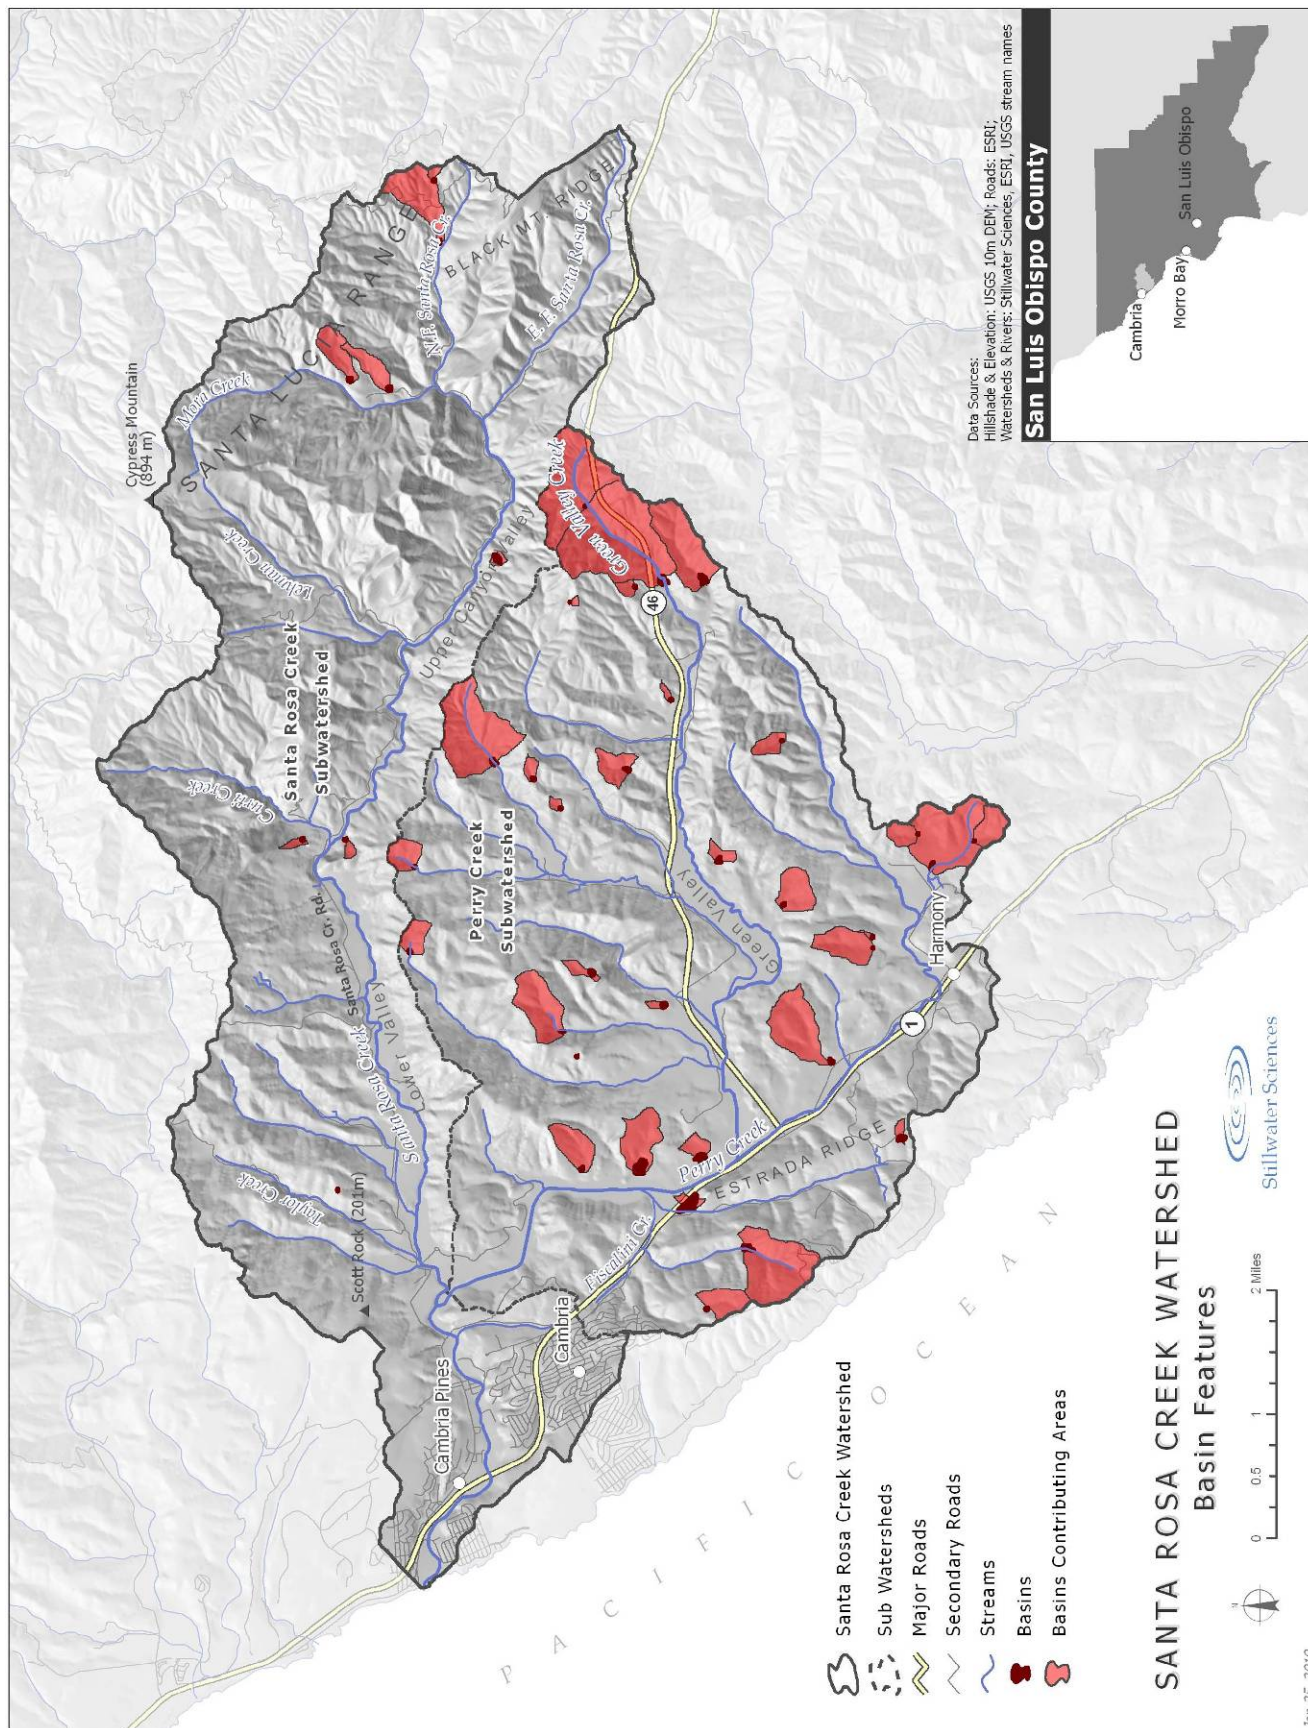 Cypress Mountain
(894 m)
SANTA LUCIA RANGE
Mora Creek
Lehman Creek
N.F. Santa Rosa Cr.
BLACK MT. RIDGE
E. F. Santa Rosa Cr.
Curti Creek
Santa Rosa Creek
Subwatershed
Upper Canyon Valley
Green Valley Creek
46
Santa Rosa Cr. Rd.
Santa Rosa Creek
Lower Valley
Taylor Creek
Scott Rock (201m)
Perry Creek
Subwatershed
Green Valley
Perry Creek
Fiscalini Cr.
ESTRADA RIDGE
Harmony
1
Cambria Pines
Cambria
PACIFIC OCEAN
Data Sources:
Hillshade & Elevation: USGS 10m DEM; Roads: ESRI;
Watersheds & Rivers: Stillwater Sciences, ESRI, USGS stream names
San Luis Obispo County
Cambria
Morro Bay
San Luis Obispo
Santa Rosa Creek Watershed
Sub Watersheds
Major Roads
Secondary Roads
Streams
Basins
Basins Contributing Areas
SANTA ROSA CREEK WATERSHED
Basin Features
N
0 0.5 1 2 Miles
Stillwater Sciences